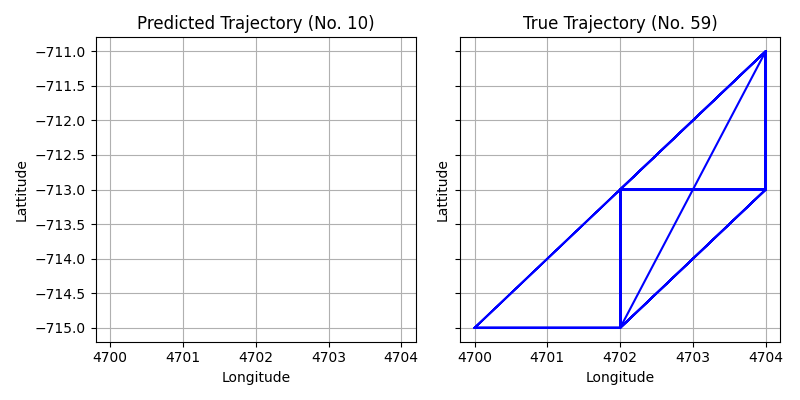 Predicted Trajectory (No. 10)
True Trajectory (No. 59)
−711.0
−711.5
−712.0
−712.5
−713.0
−713.5
−714.0
−714.5
−715.0
Lattitude
Lattitude
4700 4701 4702 4703 4704
4700 4701 4702 4703 4704
Longitude
Longitude